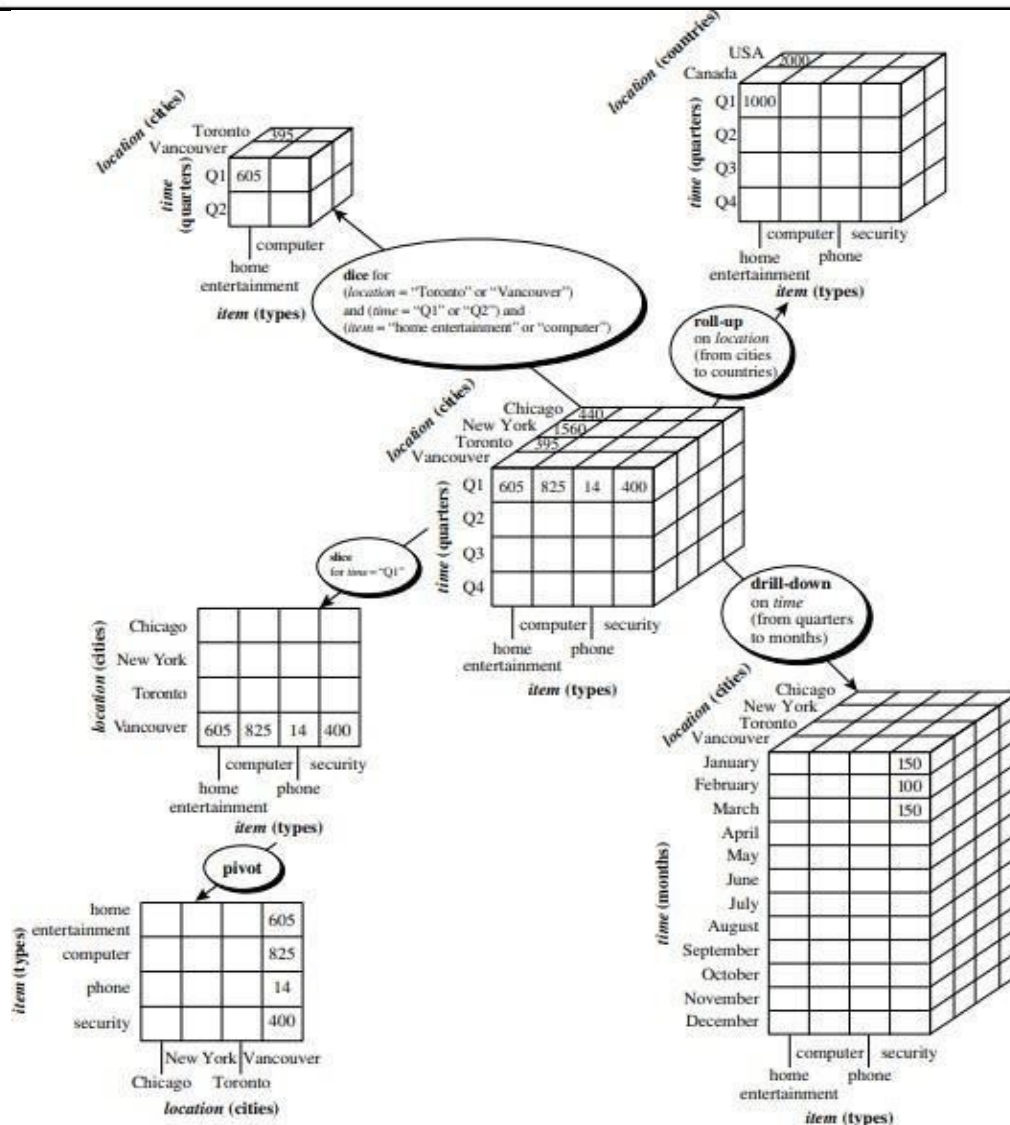 location (countries)
USA
Canada
2000
time (quarters)
Q1 1000
Q2
Q3
Q4
computer security
home
entertainment
phone
item (types)
location (cities)
Toronto
Vancouver
395
time
(quarters)
Q1 605
Q2
computer
home
entertainment
item (types)
dice for
(location = “Toronto” or “Vancouver”)
and (time = “Q1” or “Q2”) and
(item = “home entertainment” or “computer”)
roll-up
on location
(from cities
to countries)
location (cities)
Chicago 440
New York 1560
Toronto 395
Vancouver
time (quarters)
Q1 605 825 14 400
Q2
Q3
Q4
computer security
home
entertainment
phone
item (types)
slice
for time = “Q1”
drill-down
on time
(from quarters
to months)
location (cities)
Chicago
New York
Toronto
Vancouver 605 825 14 400
computer security
home
entertainment
phone
item (types)
pivot
item (types)
home
entertainment 605
computer 825
phone 14
security 400
New York Vancouver
Chicago Toronto
location (cities)
location (cities)
Chicago
New York
Toronto
Vancouver
time (months)
January 150
February 100
March 150
April
May
June
July
August
September
October
November
December
computer security
home
entertainment
phone
item (types)